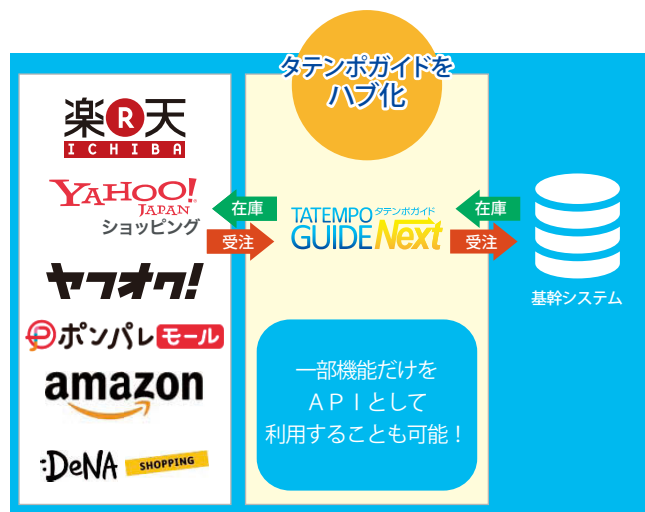 タテンポガイドを
ハブ化
楽R天
ICHIBA
YAHOO!
JAPAN
ショッピング
ヤフオク!
ポンパレモール
amazon
:DeNA SHOPPING
在庫
受注
TATEMPO タテンポガイド
GUIDE Next
在庫
受注
基幹システム
一部機能だけを
ＡＰＩとして
利用することも可能！